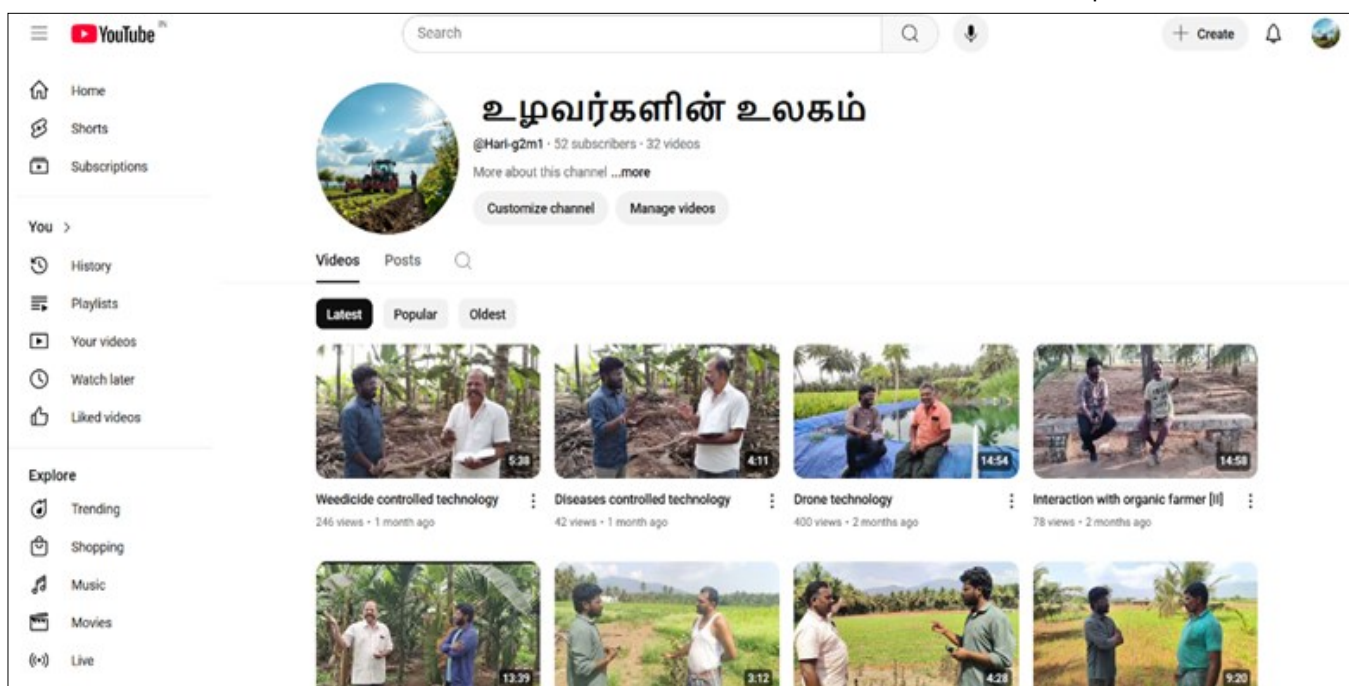 YouTube IN
Search
Create
Home
Shorts
Subscriptions
You
History
Playlists
Your videos
Watch later
Liked videos
Explore
Trending
Shopping
Music
Movies
Live
உழவர்களின் உலகம்
@Hari-g2m1 · 52 subscribers · 32 videos
More about this channel ...more
Customize channel Manage videos
Videos Posts
Latest Popular Oldest
5:38 4:11 14:54 14:58
Weedicide controlled technology Diseases controlled technology Drone technology Interaction with organic farmer [II]
246 views • 1 month ago 42 views • 1 month ago 400 views • 2 months ago 78 views • 2 months ago
13:39 3:12 4:28 9:20